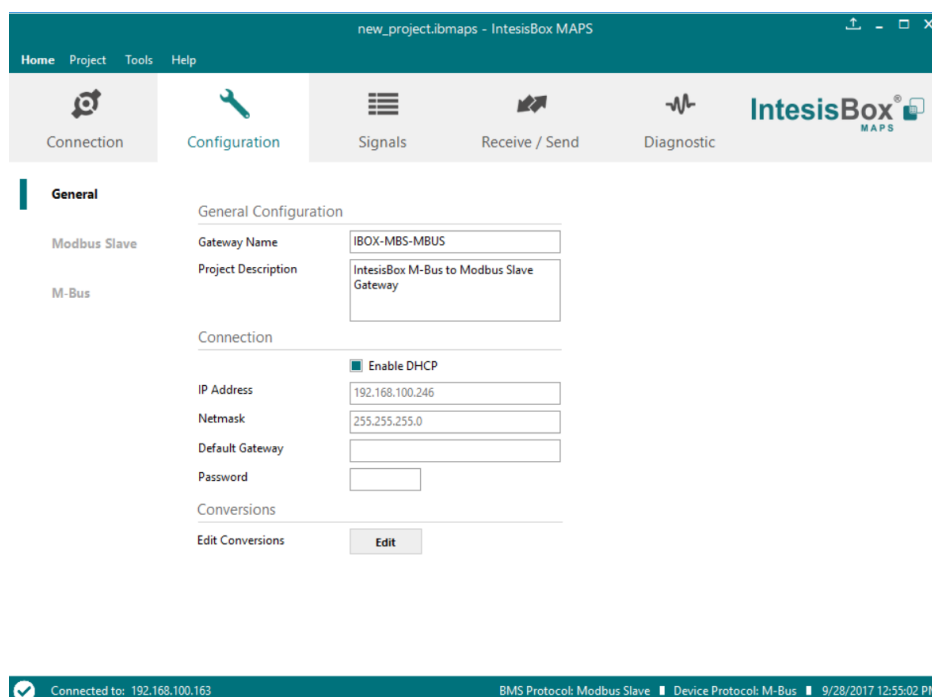 new_project.ibmaps - IntesisBox MAPS
Home Project Tools Help
Connection Configuration Signals Receive / Send Diagnostic
IntesisBox®
MAPS
General
General Configuration
Modbus Slave
Gateway Name IBOX-MBS-MBUS
Project Description IntesisBox M-Bus to Modbus Slave
Gateway
M-Bus
Connection
Enable DHCP
IP Address 192.168.100.246
Netmask 255.255.255.0
Default Gateway
Password
Conversions
Edit Conversions Edit
Connected to: 192.168.100.163 BMS Protocol: Modbus Slave Device Protocol: M-Bus 9/28/2017 12:55:02 PM